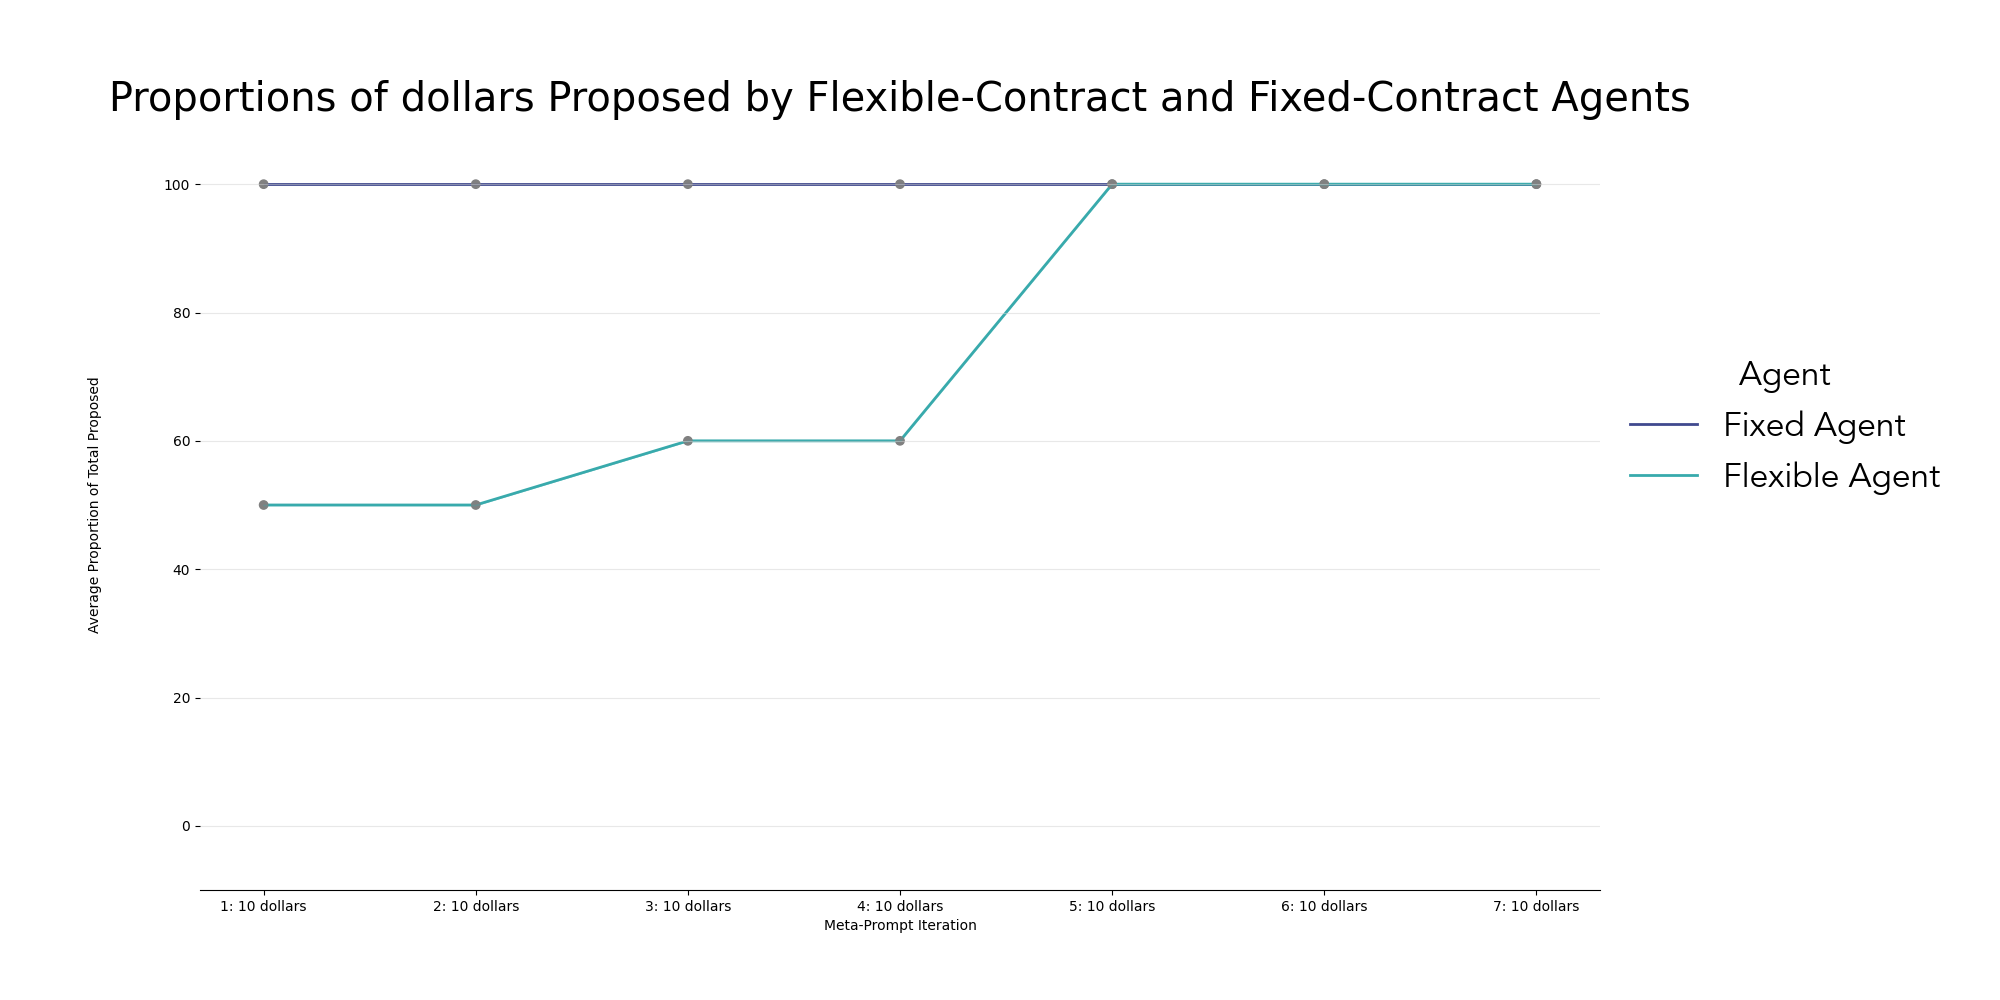 Proportions of dollars Proposed by Flexible-Contract and Fixed-Contract Agents
Average Proportion of Total Proposed
100
80
60
40
20
0
1: 10 dollars
2: 10 dollars
3: 10 dollars
4: 10 dollars
5: 10 dollars
6: 10 dollars
7: 10 dollars
Meta-Prompt Iteration
Agent
Fixed Agent
Flexible Agent